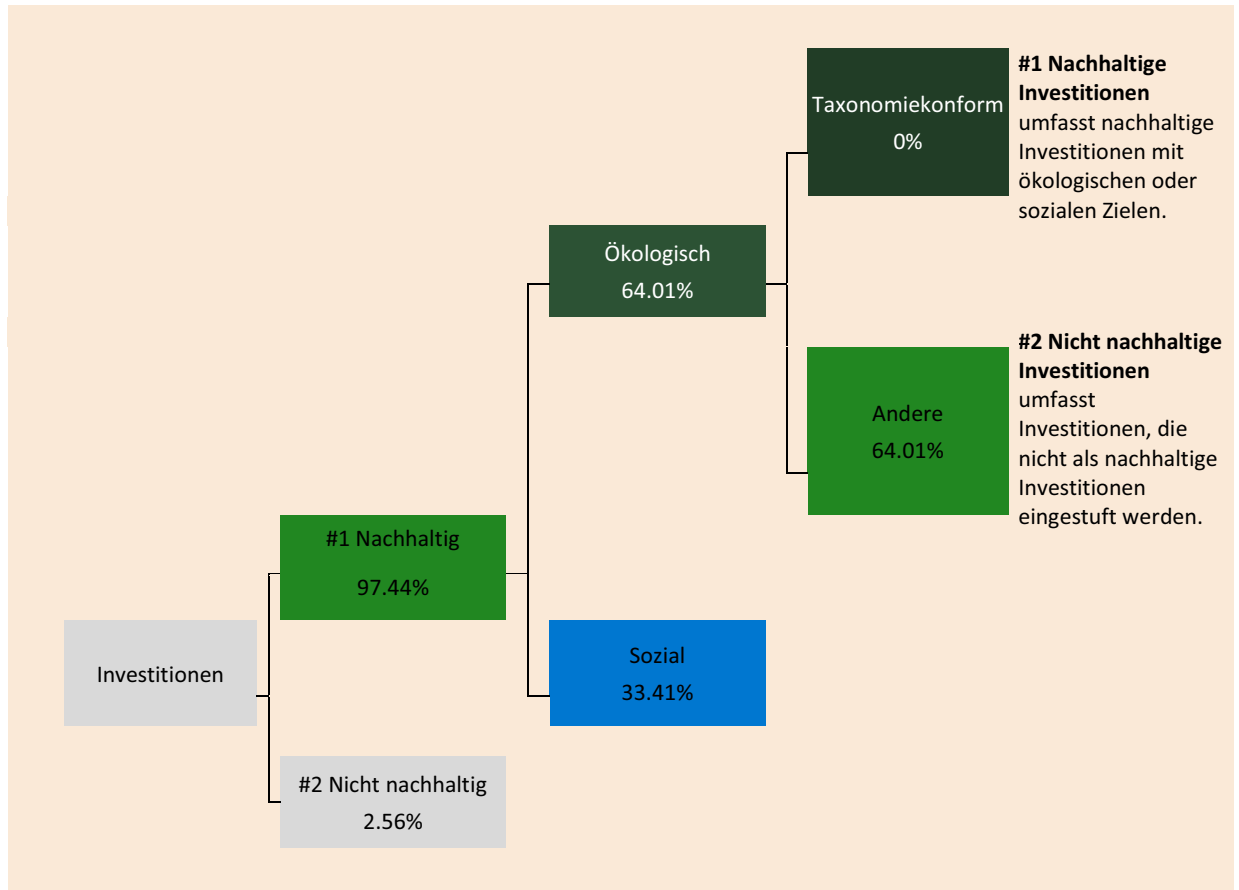 Taxonomiekonform
0%
#1 Nachhaltige
Investitionen
umfasst nachhaltige
Investitionen mit
ökologischen oder
sozialen Zielen.
Ökologisch
64.01%
Andere
64.01%
#2 Nicht nachhaltige
Investitionen
umfasst
Investitionen, die
nicht als nachhaltige
Investitionen
eingestuft werden.
#1 Nachhaltig
97.44%
Investitionen
Sozial
33.41%
#2 Nicht nachhaltig
2.56%